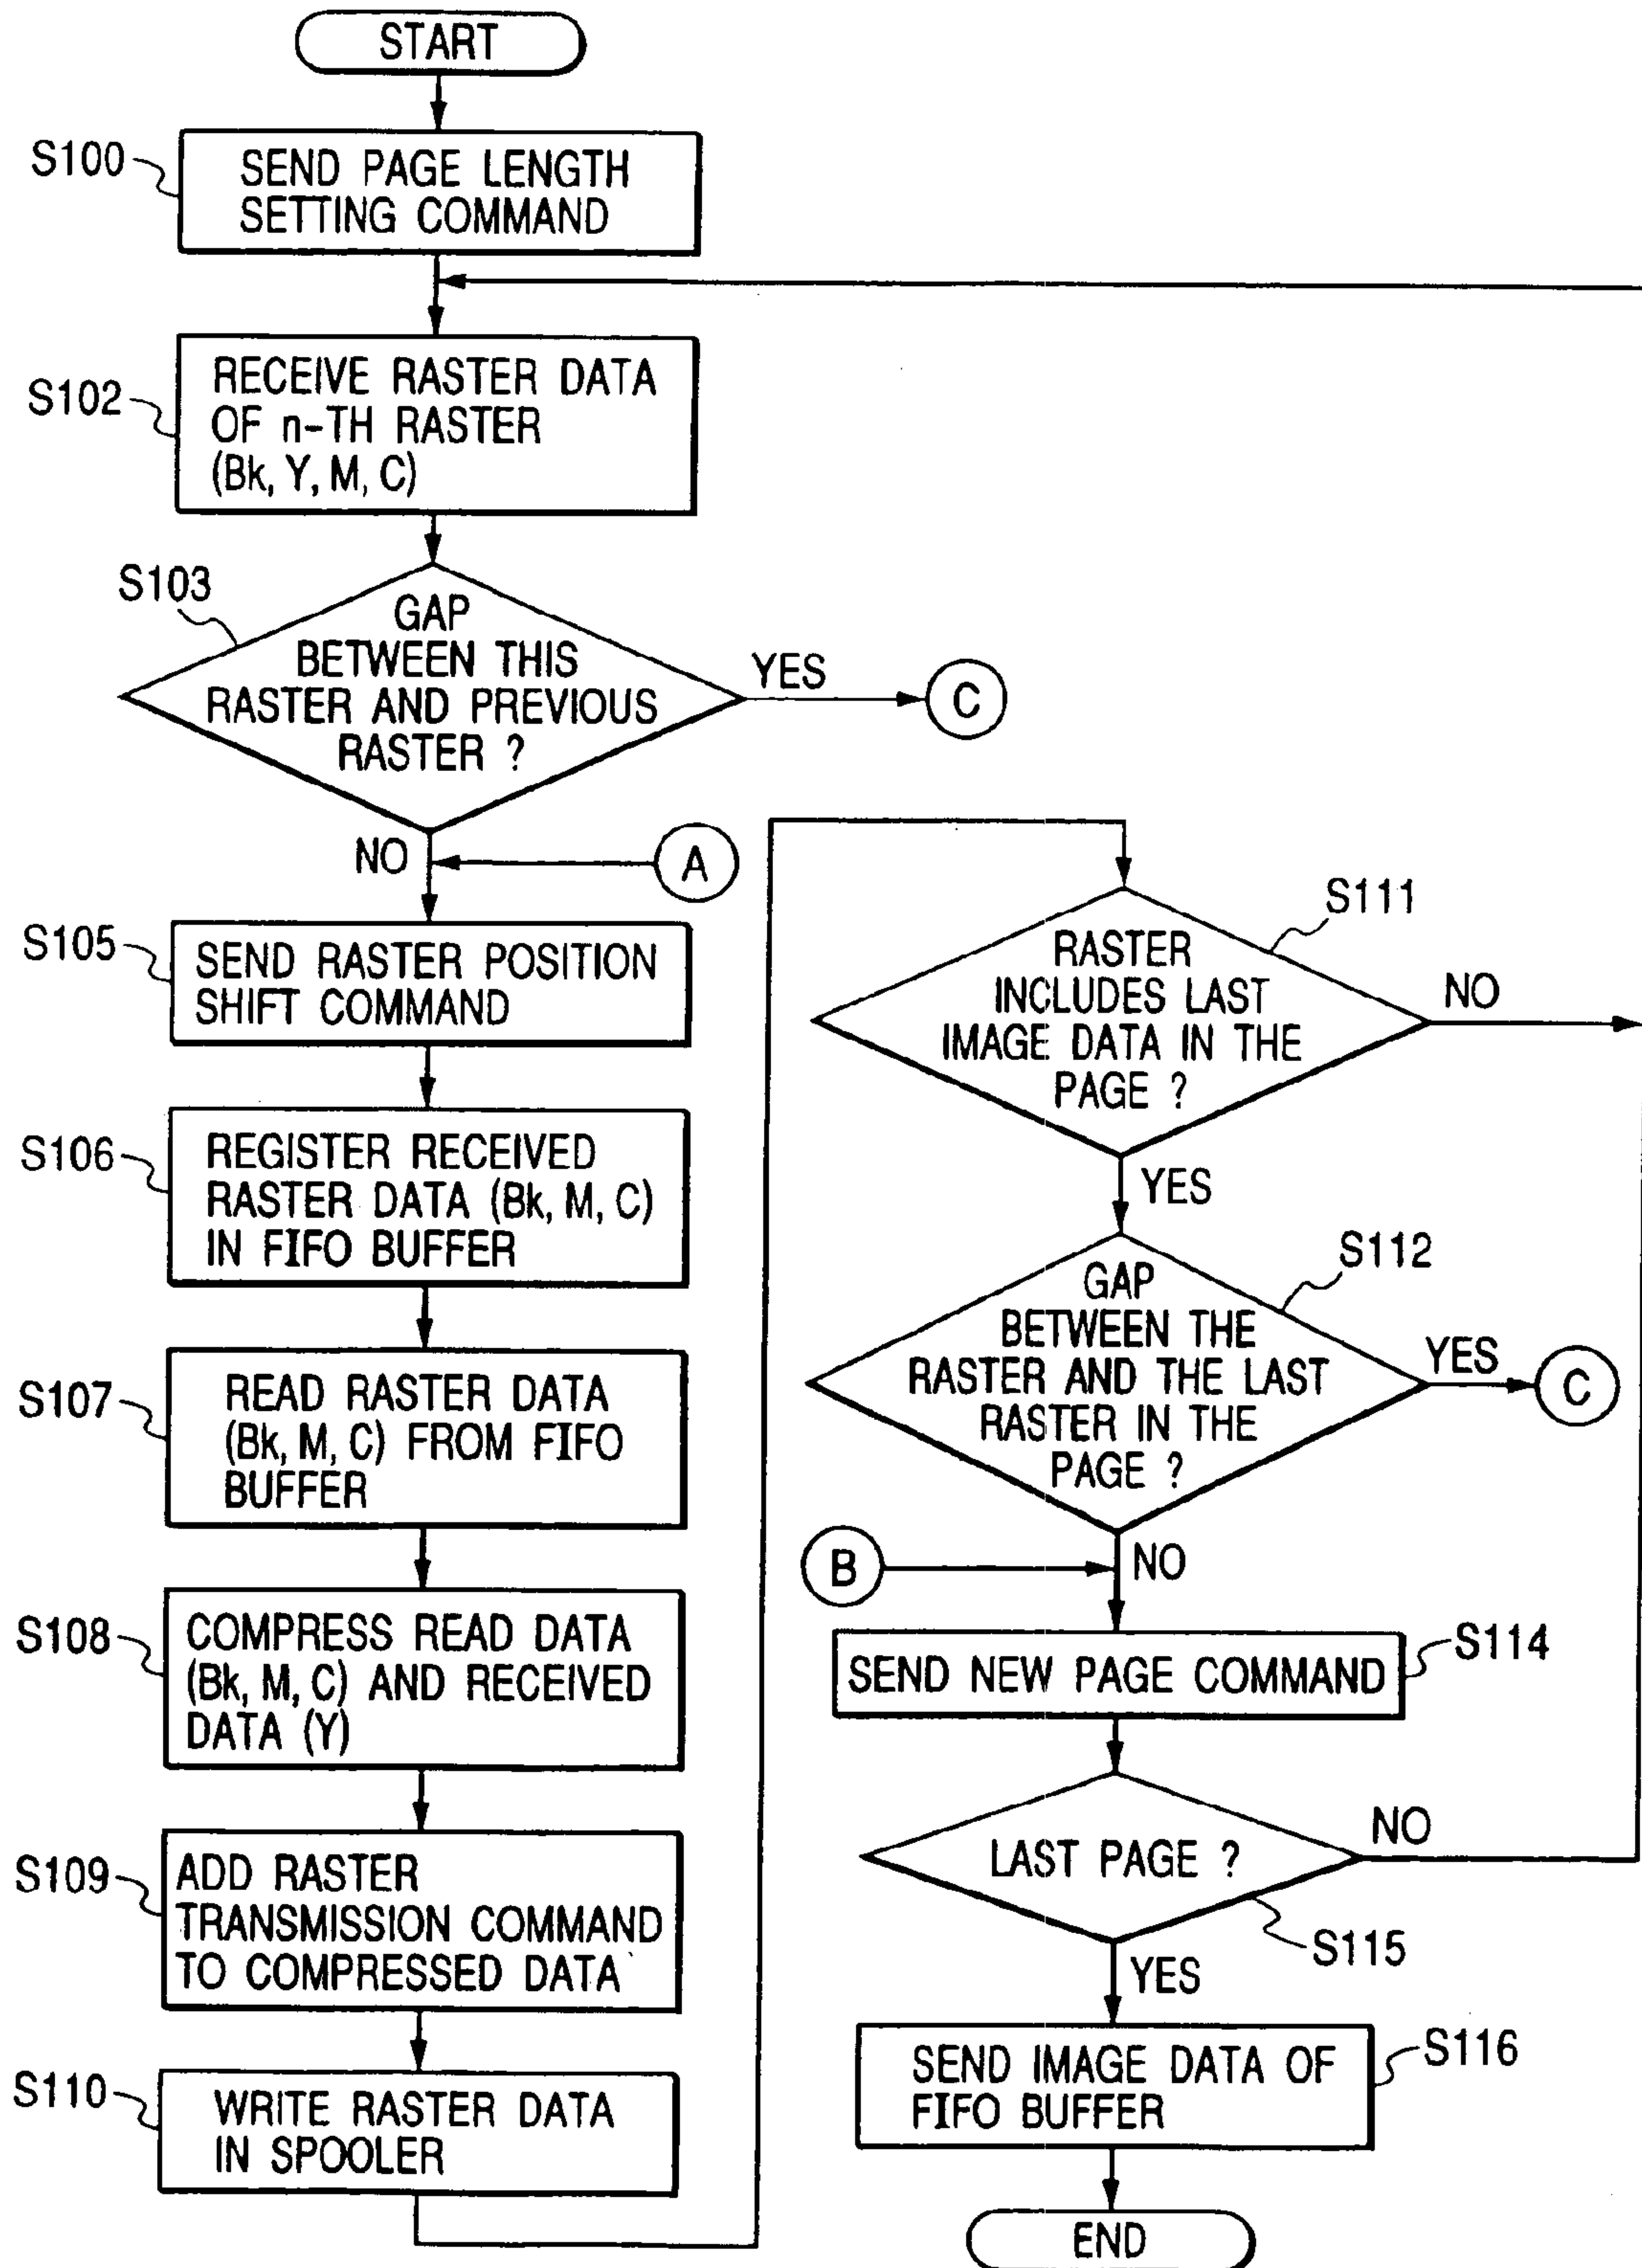 START
S100
SEND PAGE LENGTH
SETTING COMMAND
S102
RECEIVE RASTER DATA
OF n-TH RASTER
(Bk, Y, M, C)
S103
GAP
BETWEEN THIS
RASTER AND PREVIOUS
RASTER ?
YES
C
NO
A
S105
SEND RASTER POSITION
SHIFT COMMAND
S106
REGISTER RECEIVED
RASTER DATA (Bk, M, C)
IN FIFO BUFFER
S107
READ RASTER DATA
(Bk, M, C) FROM FIFO
BUFFER
S108
COMPRESS READ DATA
(Bk, M, C) AND RECEIVED
DATA (Y)
S109
ADD RASTER
TRANSMISSION COMMAND
TO COMPRESSED DATA
S110
WRITE RASTER DATA
IN SPOOLER
S111
RASTER
INCLUDES LAST
IMAGE DATA IN THE
PAGE ?
NO
YES
S112
GAP
BETWEEN THE
RASTER AND THE LAST
RASTER IN THE
PAGE ?
YES
C
B
NO
S114
SEND NEW PAGE COMMAND
LAST PAGE ?
NO
S115
YES
S116
SEND IMAGE DATA OF
FIFO BUFFER
END